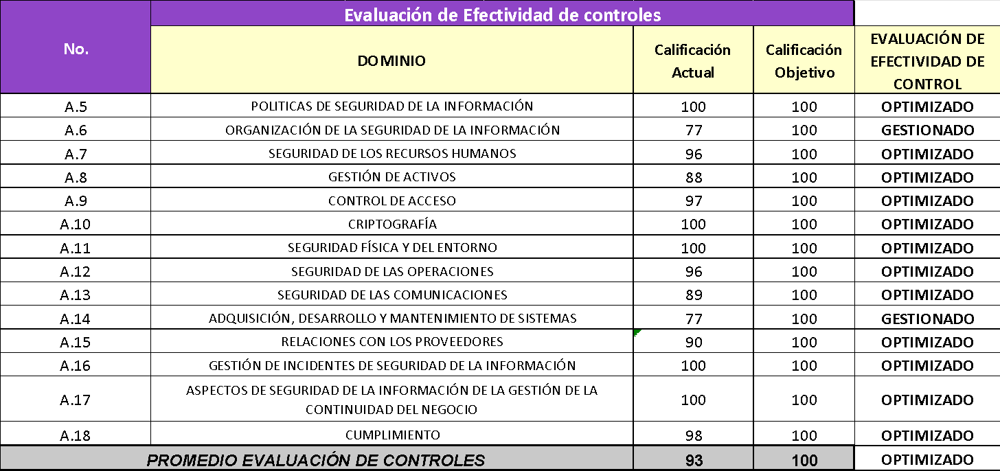 Evaluación de Efectividad de controles
No.
DOMINIO
Calificación
Actual
Calificación
Objetivo
EVALUACIÓN DE
EFECTIVIDAD DE
CONTROL
A.5 POLITICAS DE SEGURIDAD DE LA INFORMACIÓN 100 100 OPTIMIZADO
A.6 ORGANIZACIÓN DE LA SEGURIDAD DE LA INFORMACIÓN 77 100 GESTIONADO
A.7 SEGURIDAD DE LOS RECURSOS HUMANOS 96 100 OPTIMIZADO
A.8 GESTIÓN DE ACTIVOS 88 100 OPTIMIZADO
A.9 CONTROL DE ACCESO 97 100 OPTIMIZADO
A.10 CRIPTOGRAFÍA 100 100 OPTIMIZADO
A.11 SEGURIDAD FÍSICA Y DEL ENTORNO 100 100 OPTIMIZADO
A.12 SEGURIDAD DE LAS OPERACIONES 96 100 OPTIMIZADO
A.13 SEGURIDAD DE LAS COMUNICACIONES 89 100 OPTIMIZADO
A.14 ADQUISICIÓN, DESARROLLO Y MANTENIMIENTO DE SISTEMAS 77 100 GESTIONADO
A.15 RELACIONES CON LOS PROVEEDORES 90 100 OPTIMIZADO
A.16 GESTIÓN DE INCIDENTES DE SEGURIDAD DE LA INFORMACIÓN 100 100 OPTIMIZADO
A.17 ASPECTOS DE SEGURIDAD DE LA INFORMACIÓN DE LA GESTIÓN DE LA
CONTINUIDAD DEL NEGOCIO 100 100 OPTIMIZADO
A.18 CUMPLIMIENTO 98 100 OPTIMIZADO
PROMEDIO EVALUACIÓN DE CONTROLES 93 100 OPTIMIZADO